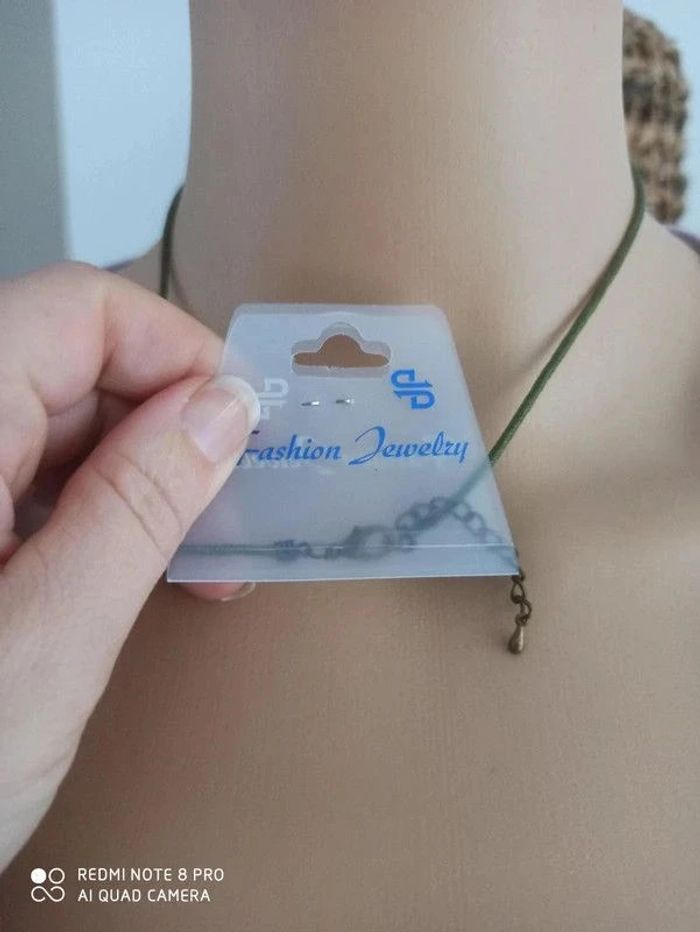 Fashion Jewelry
REDMI NOTE 8 PRO
AI QUAD CAMERA